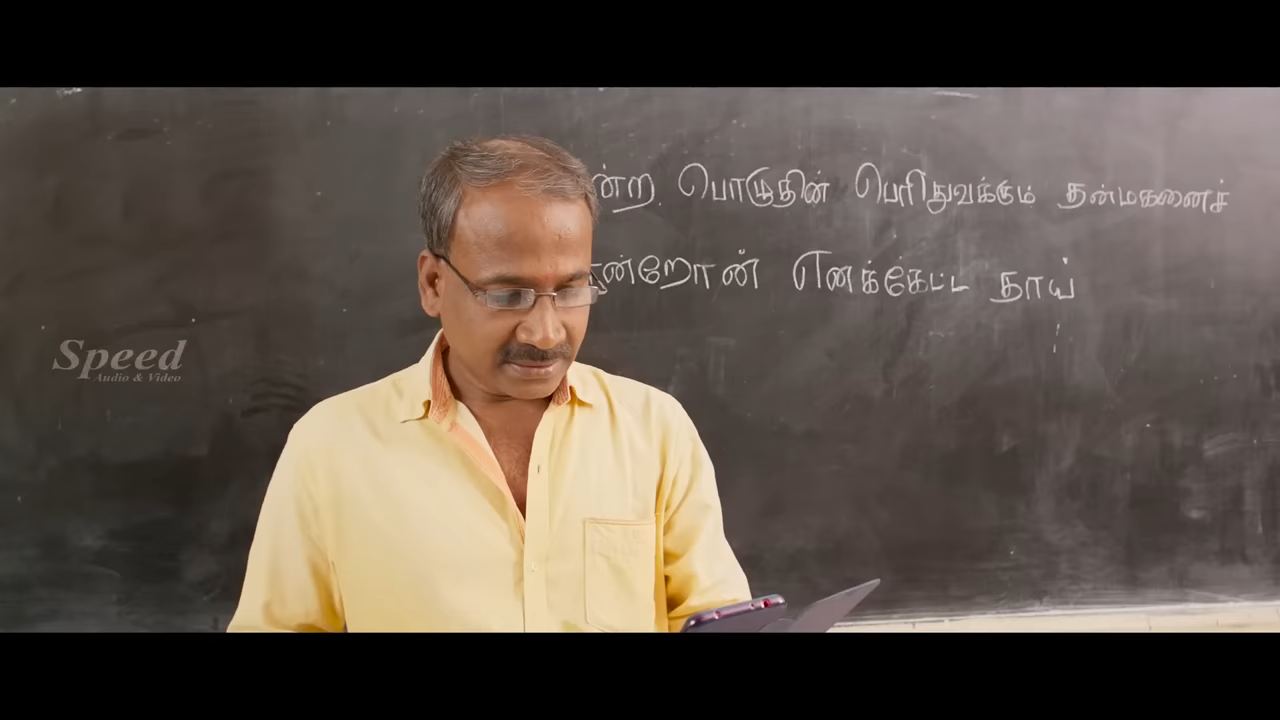 ன்ற பொழுதின் பெரிதுவக்கும் தன்மகனைச்
ன்றோன் எனக்கேட்ட தாய்
Speed
Audio & Video